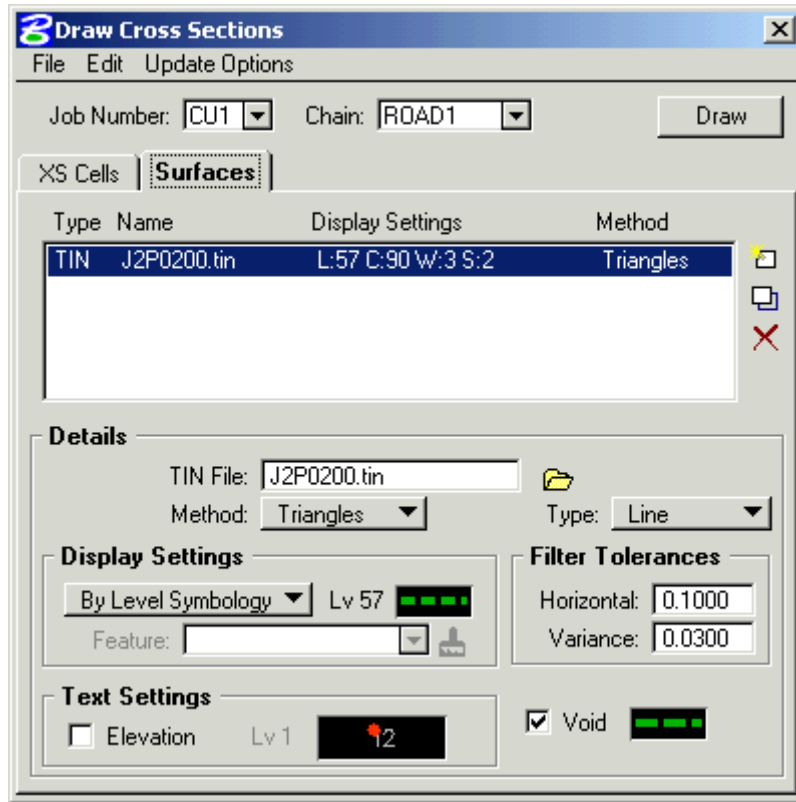 Draw Cross Sections
File Edit Update Options
Job Number: CU1 Chain: ROAD1 Draw
XS Cells Surfaces
Type Name Display Settings Method
TIN J2P0200.tin L:57 C:90 W:3 S:2 Triangles
Details
TIN File: J2P0200.tin
Method: Triangles Type: Line
Display Settings Filter Tolerances
By Level Symbology Lv 57 Horizontal: 0.1000
Feature: Variance: 0.0300
Text Settings
Elevation Lv 1 12 Void